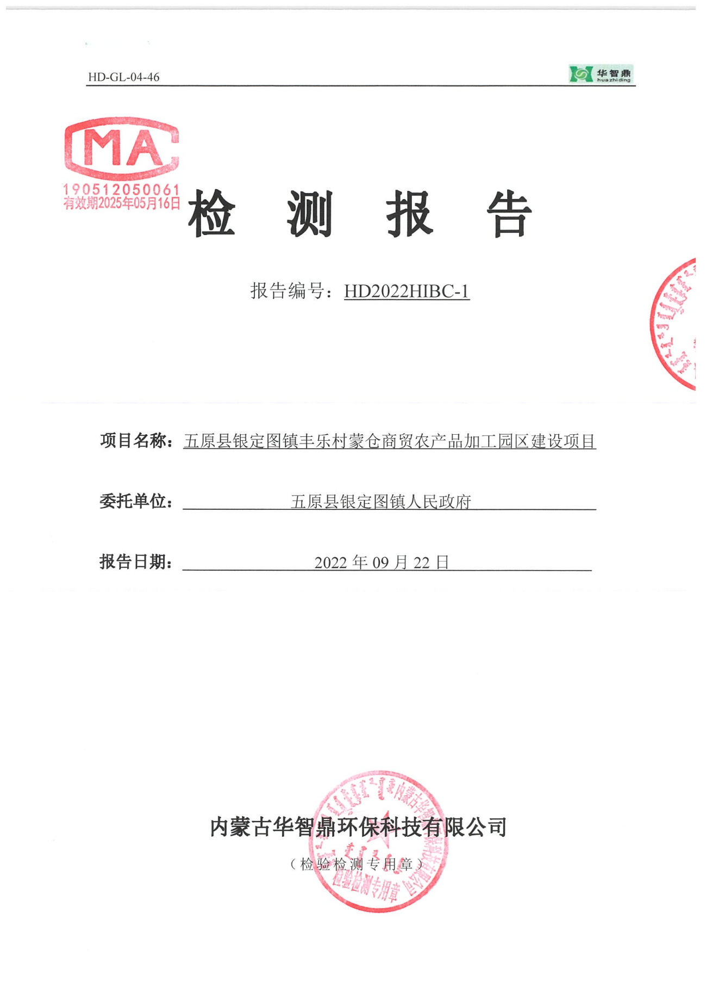 HD-GL-04-46
华智鼎
huazhiding
MA
190512050061
有效期2025年05月16日
检测报告
报告编号：HD2022HIBC-1
项目名称：五原县银定图镇丰乐村蒙仓商贸农产品加工园区建设项目
委托单位：五原县银定图镇人民政府
报告日期：2022 年 09 月 22 日
内蒙古华智鼎环保科技有限公司
（检验检测专用章）
内蒙古华智鼎环保科技有限公司
检验检测专用章